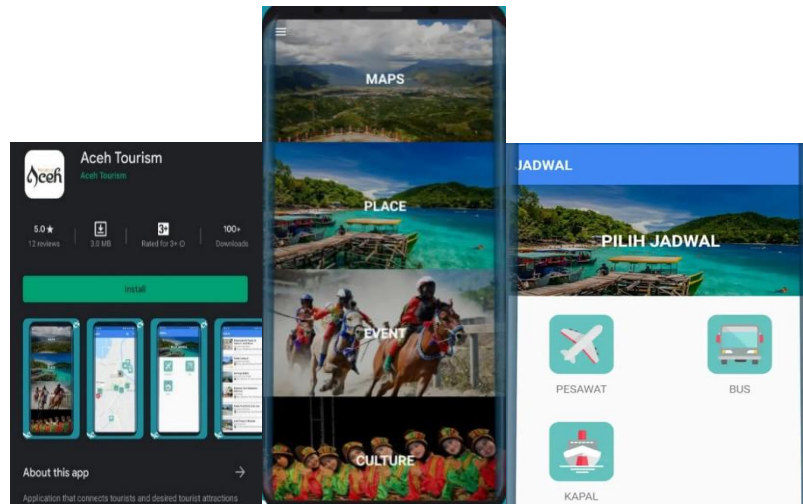 Aceh
Aceh Tourism
Aceh Tourism
5.0★
12 reviews
3.0 MB
3+
Rated for 3+
100+
Downloads
Install
About this app
Application that connects tourists and desired tourist attractions
MAPS
PLACE
EVENT
CULTURE
JADWAL
PILIH JADWAL
PESAWAT
BUS
KAPAL